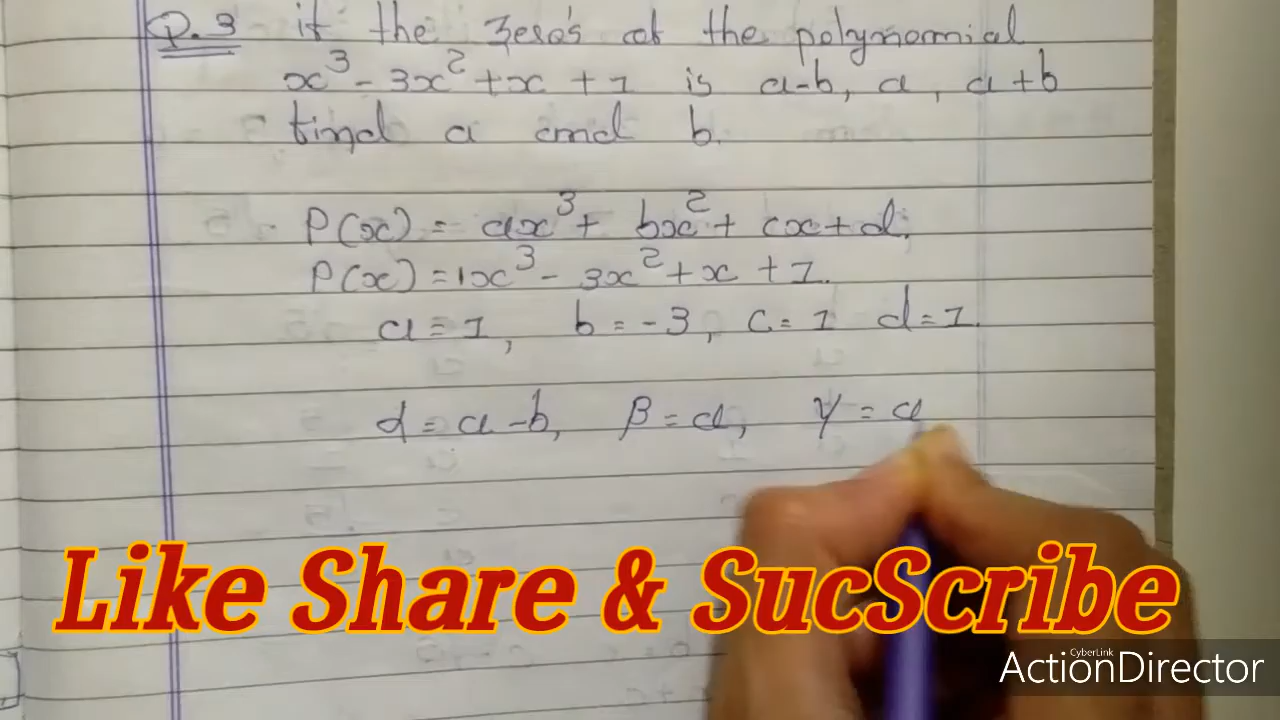 Q.3 if the zero's of the polynomial
x³ - 3x² + x + 1 is a-b, a, a+b
find a and b.
P(x) = ax³ + bx² + cx + d.
P(x) = 1x³ - 3x² + x + 1.
a = 1, b = -3, c = 1 d = 1.
α = a - b, β = a, γ = a
Like Share & SucScribe
CyberLink
ActionDirector